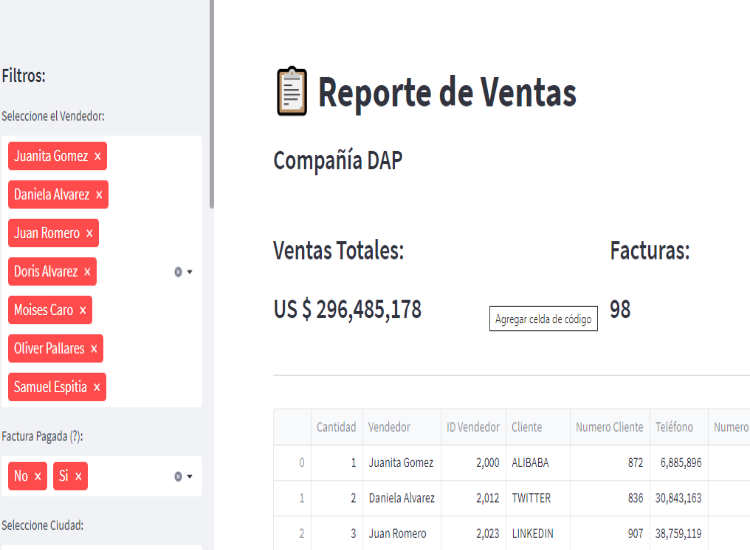 Filtros:
Seleccione el Vendedor:
Juanita Gomez ×
Daniela Alvarez ×
Juan Romero ×
Doris Alvarez ×
Moises Caro ×
Oliver Pallares ×
Samuel Espitia ×
Factura Pagada (?):
No × Si ×
Seleccione Ciudad:
Reporte de Ventas
Compañía DAP
Ventas Totales: Facturas:
US $ 296,485,178 98
Agregar celda de código
Cantidad Vendedor ID Vendedor Cliente Numero Cliente Teléfono Numero
0 1 Juanita Gomez 2,000 ALIBABA 872 6,885,896
1 2 Daniela Alvarez 2,012 TWITTER 836 30,843,163
2 3 Juan Romero 2,023 LINKEDIN 907 38,759,119